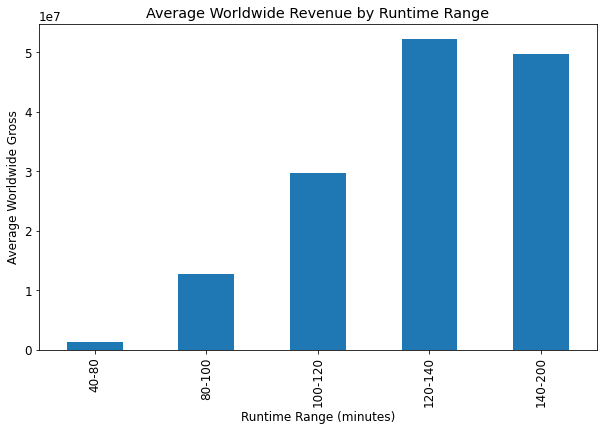 Average Worldwide Revenue by Runtime Range
1e7
5
4
3
2
1
0
Average Worldwide Gross
40-80
80-100
100-120
120-140
140-200
Runtime Range (minutes)